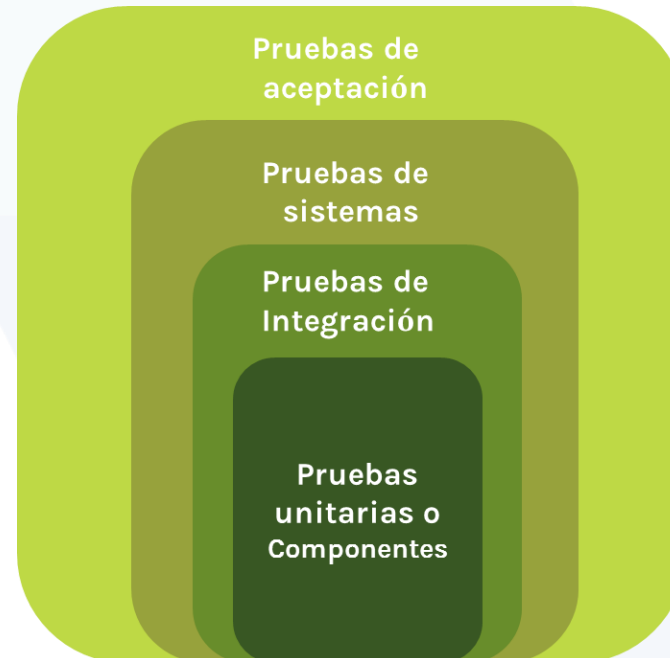 Pruebas de
aceptación
Pruebas de
sistemas
Pruebas de
Integración
Pruebas
unitarias o
Componentes